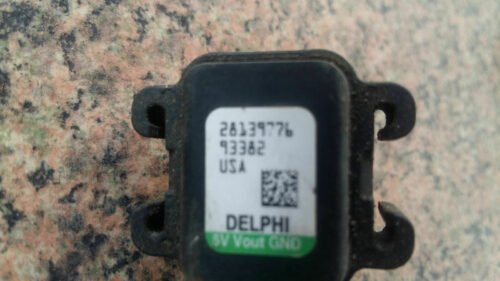 28139776
93382
USA
DELPHI
5V Vout GND